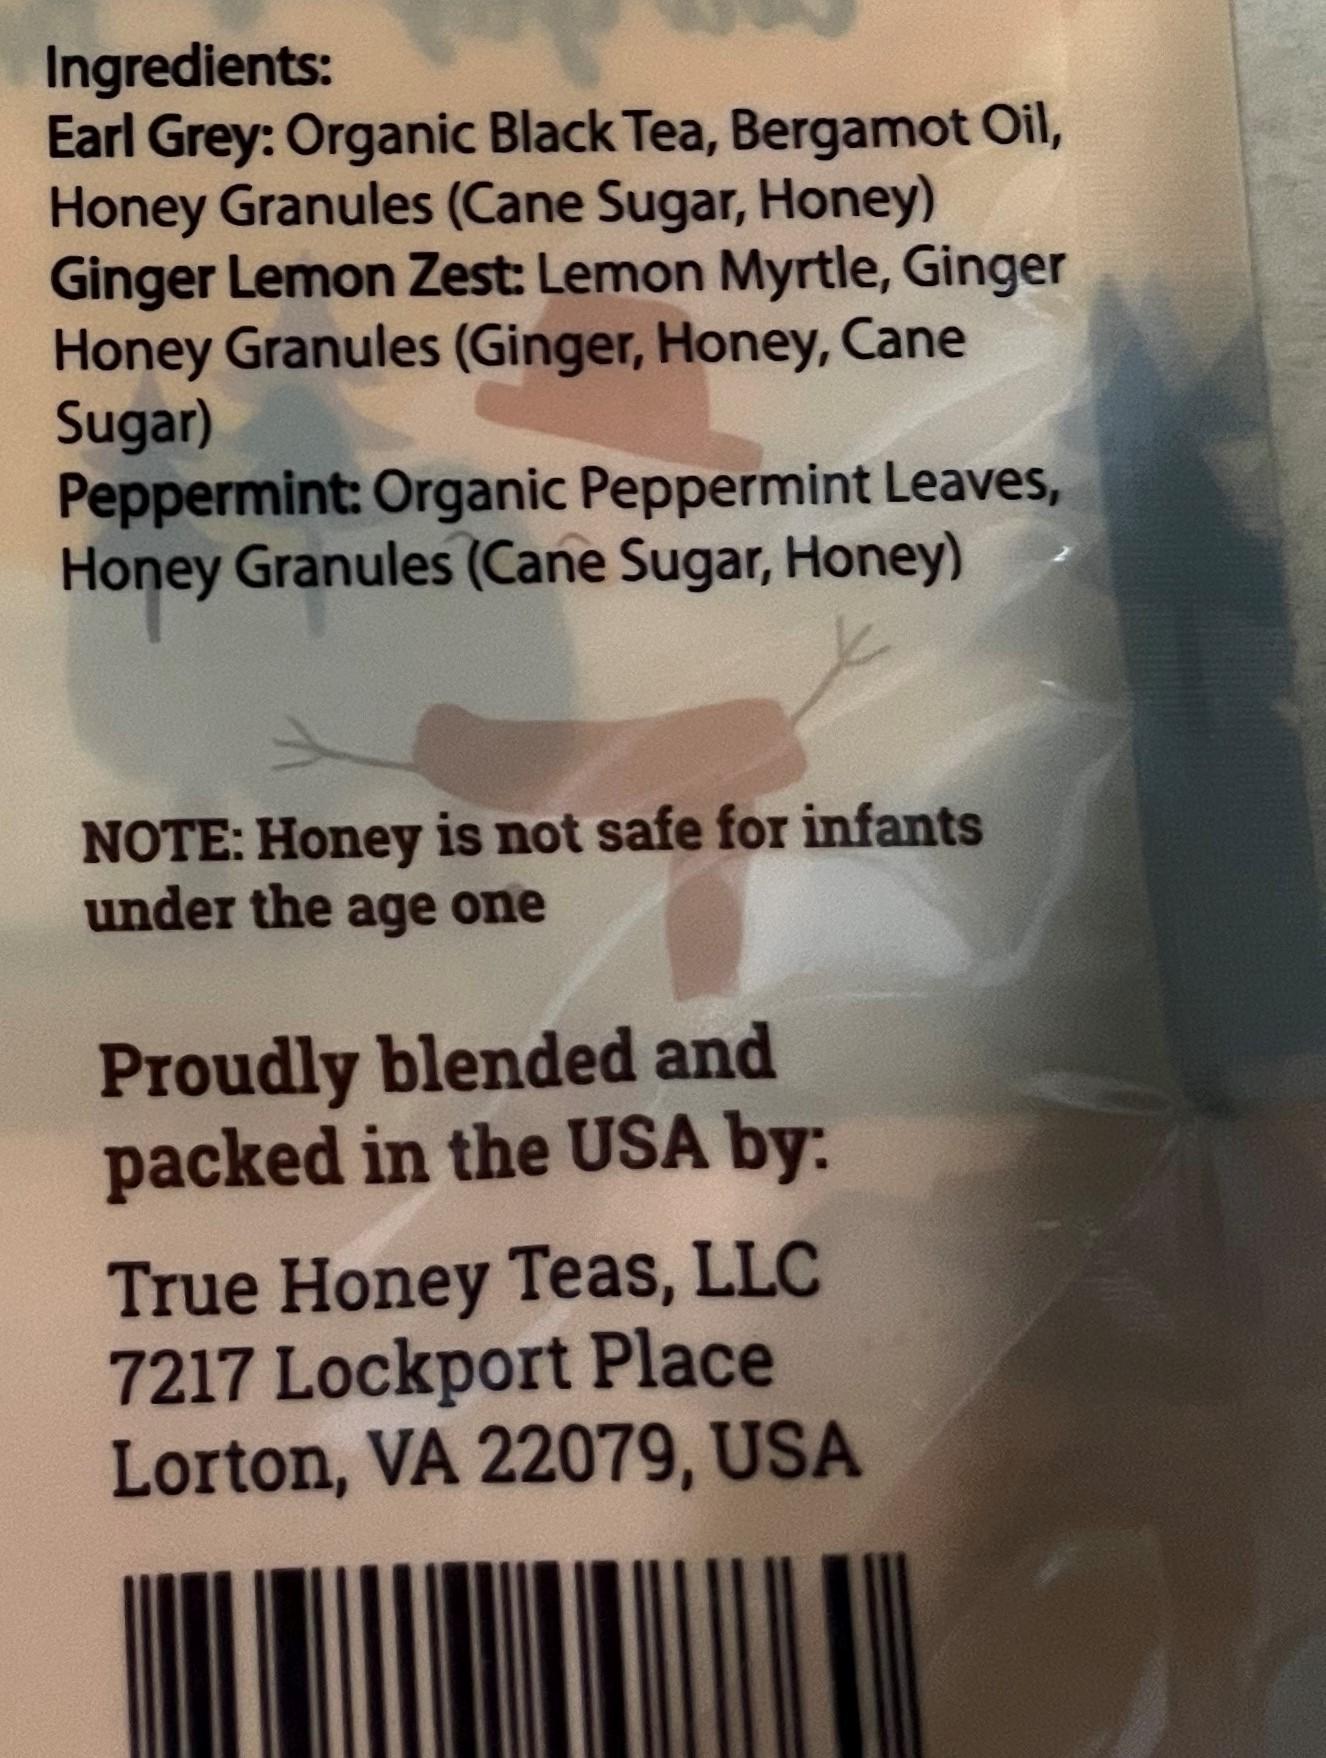 Ingredients:
Earl Grey: Organic Black Tea, Bergamot Oil,
Honey Granules (Cane Sugar, Honey)
Ginger Lemon Zest: Lemon Myrtle, Ginger
Honey Granules (Ginger, Honey, Cane
Sugar)
Peppermint: Organic Peppermint Leaves,
Honey Granules (Cane Sugar, Honey)
NOTE: Honey is not safe for infants
under the age one
Proudly blended and
packed in the USA by:
True Honey Teas, LLC
7217 Lockport Place
Lorton, VA 22079, USA